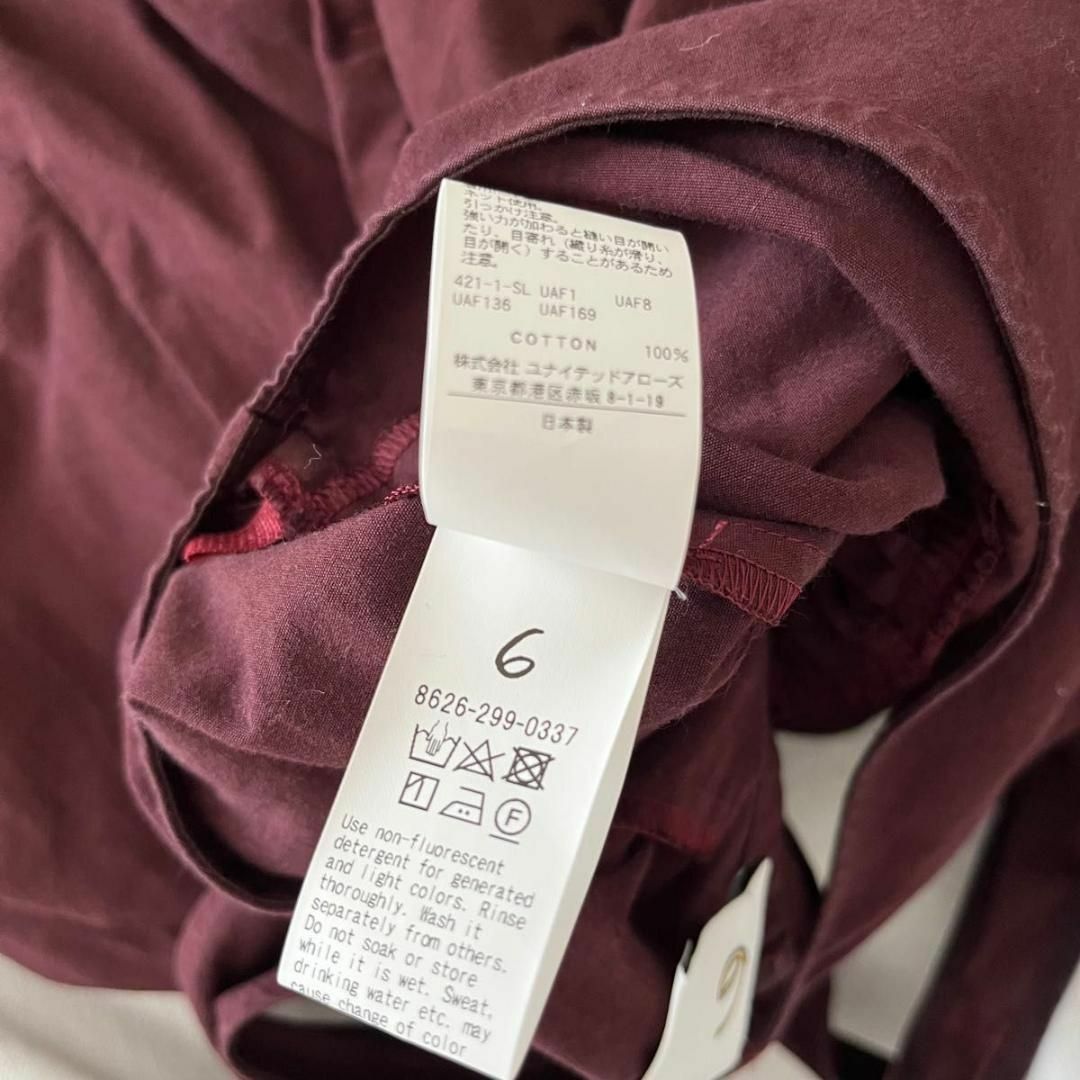 ネット使用。
引っかけ注意。
強い力が加わると縫い目が開い
たり、目寄れ（織り糸が滑り、
目が開く）することがあるため
注意。
421-1-SL UAF1 UAF8
UAF136 UAF169
COTTON 100%
株式会社 ユナイテッドアローズ
東京都港区赤坂 8-1-19
日本製
6
8626-299-0337
F
Use non-fluorescent
detergent for generated
and light colors. Rinse
thoroughly. Wash it
separately from others.
Do not soak or store
while it is wet. Sweat,
drinking water etc. may
cause change of color